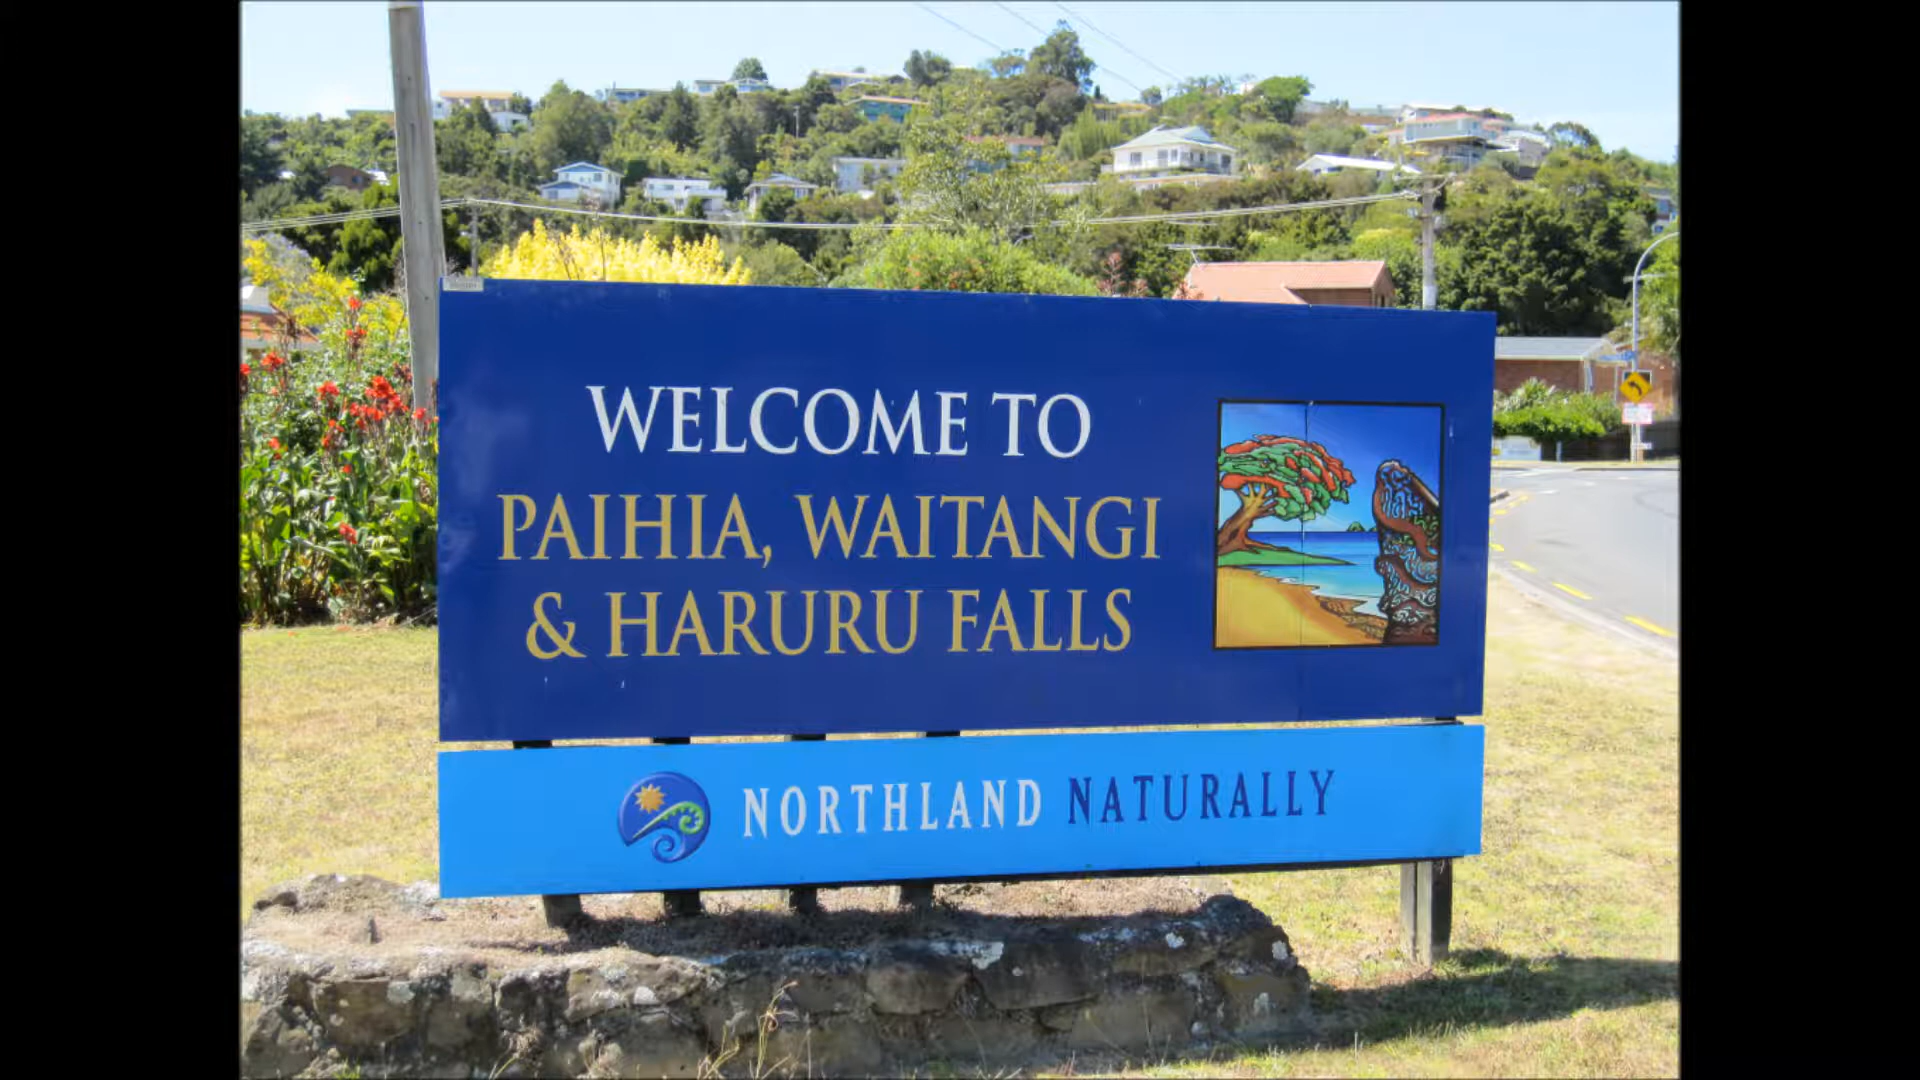 WELCOME TO
PAIHIA, WAITANGI
& HARURU FALLS
NORTHLAND NATURALLY